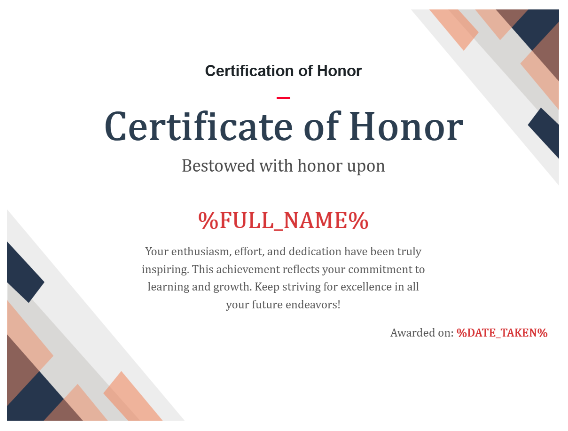 Certification of Honor
Certificate of Honor
Bestowed with honor upon
%FULL_NAME%
Your enthusiasm, effort, and dedication have been truly
inspiring. This achievement reflects your commitment to
learning and growth. Keep striving for excellence in all
your future endeavors!
Awarded on: %DATE_TAKEN%